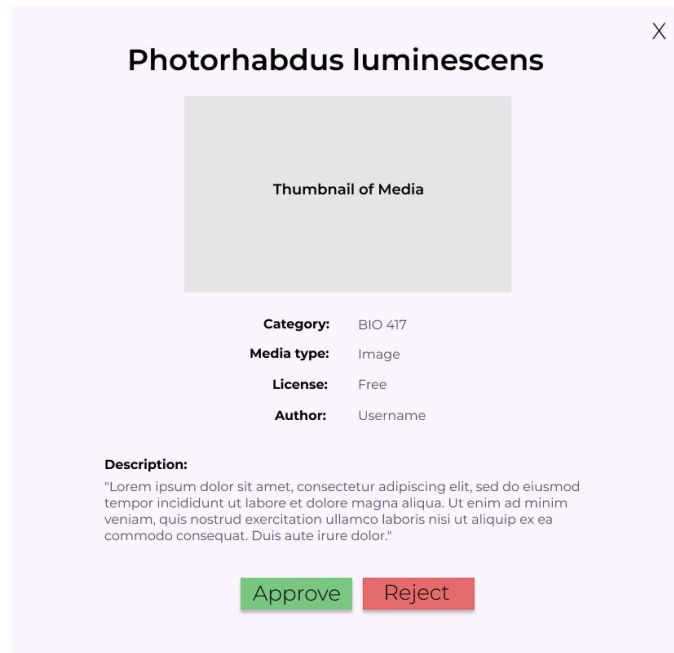 X
Photorhabdus luminescens
Thumbnail of Media
Category: BIO 417
Media type: Image
License: Free
Author: Username
Description:
"Lorem ipsum dolor sit amet, consectetur adipiscing elit, sed do eiusmod
tempor incididunt ut labore et dolore magna aliqua. Ut enim ad minim
veniam, quis nostrud exercitation ullamco laboris nisi ut aliquip ex ea
commodo consequat. Duis aute irure dolor."
Approve Reject